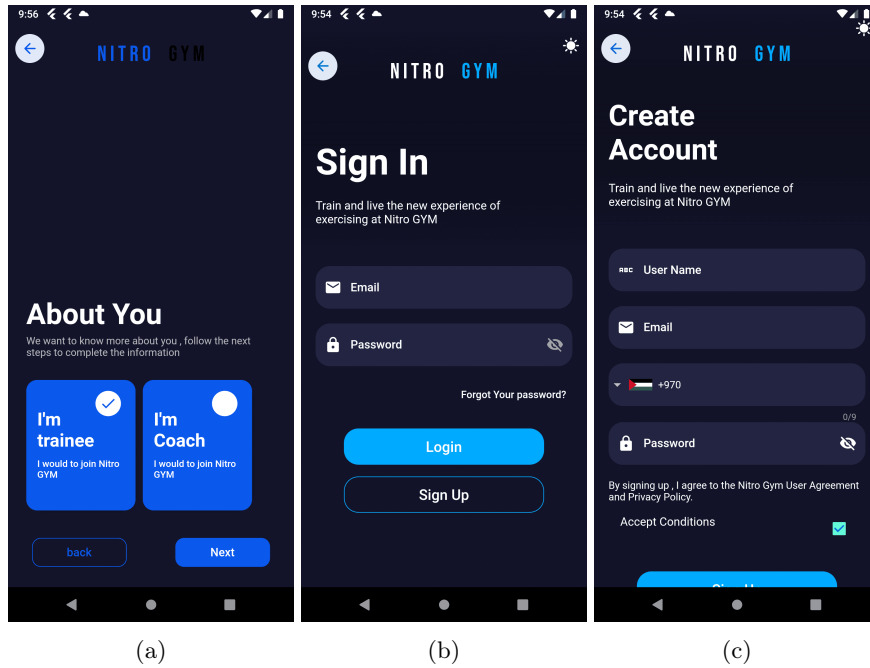 9:56
NITRO GYM
About You
We want to know more about you , follow the next
steps to complete the information
I'm
trainee
I would to join Nitro
GYM
I'm
Coach
I would to join Nitro
GYM
back
Next
(a)
9:54
NITRO GYM
Sign In
Train and live the new experience of
exercising at Nitro GYM
Email
Password
Forgot Your password?
Login
Sign Up
(b)
9:54
NITRO GYM
Create
Account
Train and live the new experience of
exercising at Nitro GYM
ABC User Name
Email
+970
0/9
Password
By signing up , I agree to the Nitro Gym User Agreement
and Privacy Policy.
Accept Conditions
(c)